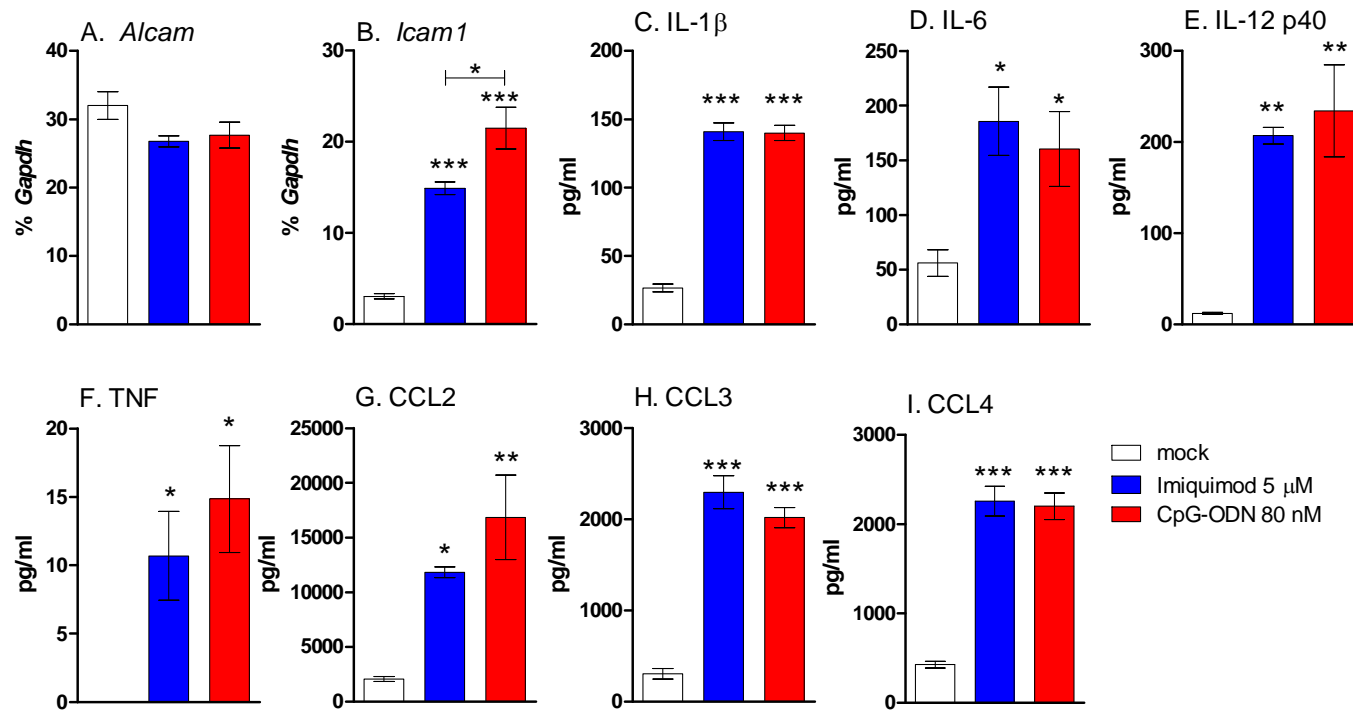 A. Alcam
% Gapdh
40
30
20
10
0
B. Icam1
% Gapdh
30
20
10
0
*
***
***
C. IL-1β
pg/ml
200
150
100
50
0
***
***
D. IL-6
pg/ml
250
200
150
100
50
0
*
*
E. IL-12 p40
pg/ml
300
200
100
0
**
**
F. TNF
pg/ml
20
15
10
5
0
*
*
G. CCL2
pg/ml
25000
20000
15000
10000
5000
0
*
**
H. CCL3
pg/ml
3000
2000
1000
0
***
***
I. CCL4
pg/ml
3000
2000
1000
0
***
***
mock
Imiquimod 5 μM
CpG-ODN 80 nM